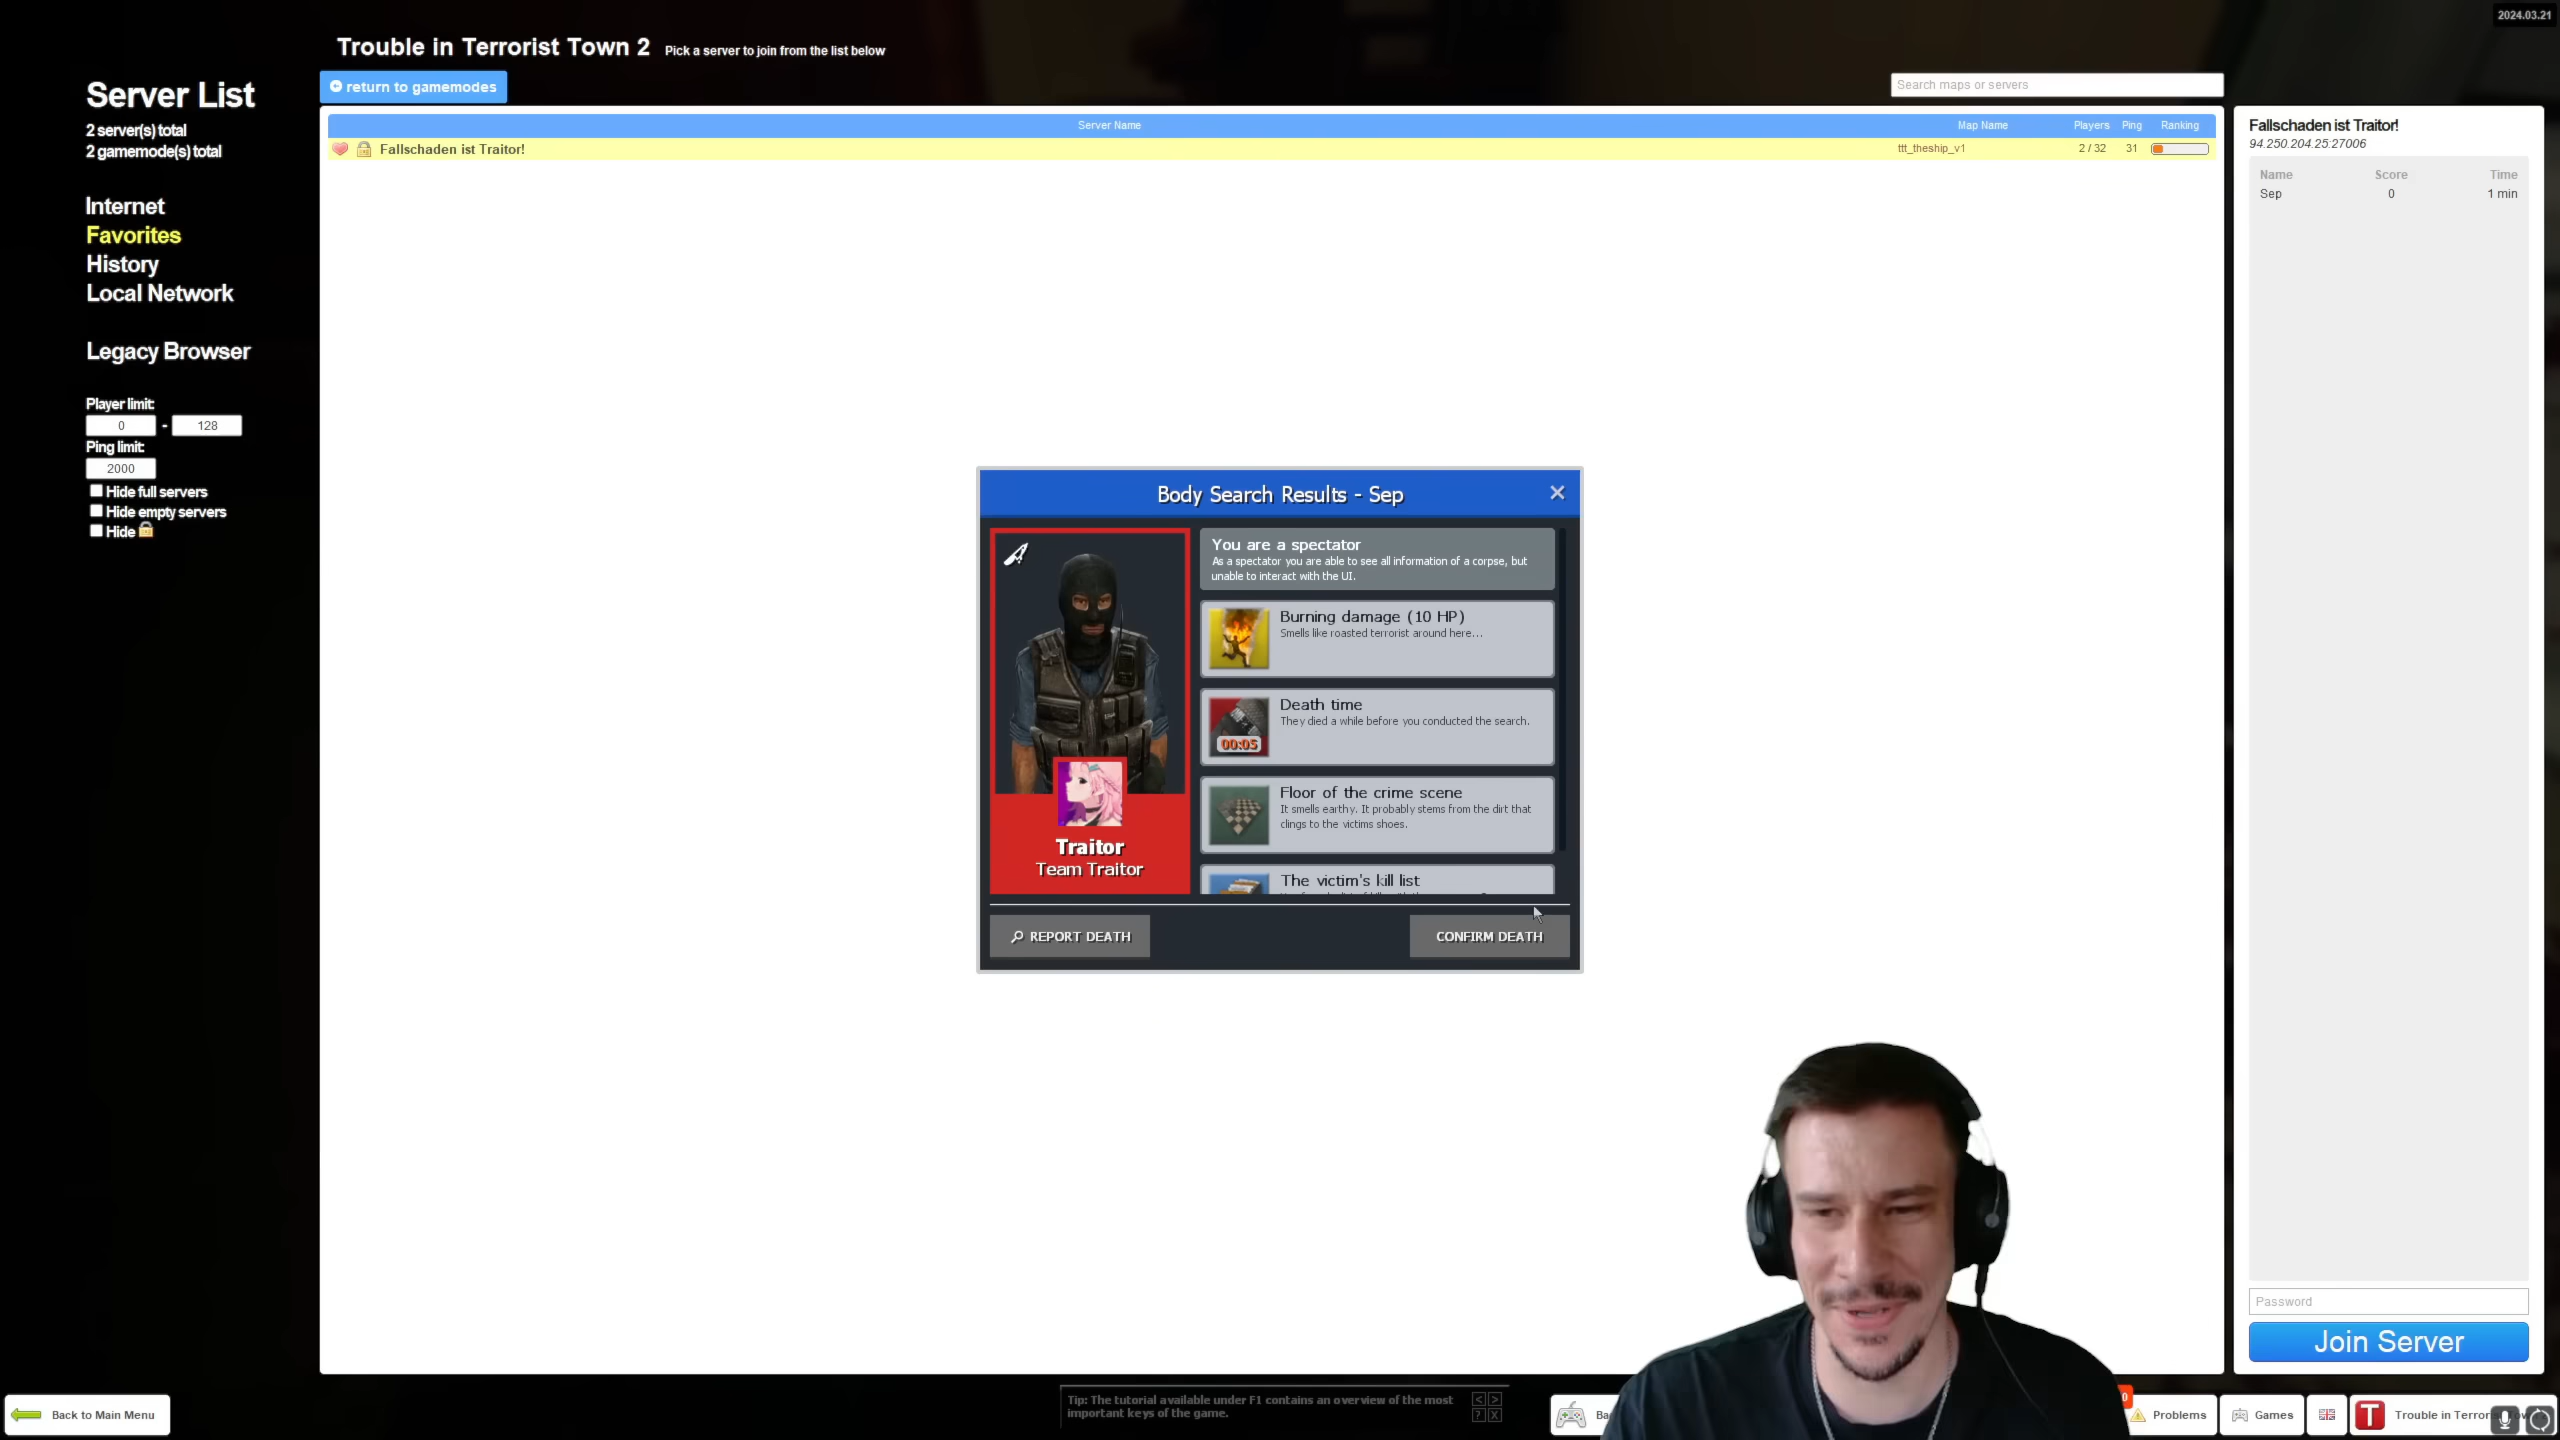 2024.03.21
Trouble in Terrorist Town 2 Pick a server to join from the list below
return to gamemodes
Search maps or servers
Server List
2 server(s) total
2 gamemode(s) total
Internet
Favorites
History
Local Network
Legacy Browser
Player limit:
0 - 128
Ping limit:
2000
Hide full servers
Hide empty servers
Hide
Server Name Map Name Players Ping Ranking
Fallschaden ist Traitor! ttt_theship_v1 2 / 32 31
Fallschaden ist Traitor!
94.250.204.25:27006
Name Score Time
Sep 0 1 min
Body Search Results - Sep
You are a spectator
As a spectator you are able to see all information of a corpse, but
unable to interact with the UI.
Burning damage (10 HP)
Smells like roasted terrorist around here...
Death time
They died a while before you conducted the search.
00:05
Floor of the crime scene
It smells earthy. It probably stems from the dirt that
clings to the victims shoes.
The victim's kill list
Traitor
Team Traitor
REPORT DEATH
CONFIRM DEATH
Password
Join Server
Back to Main Menu
Tip: The tutorial available under F1 contains an overview of the most
important keys of the game.
< >
? X
Ba
Problems
Games
T
Trouble in Terror